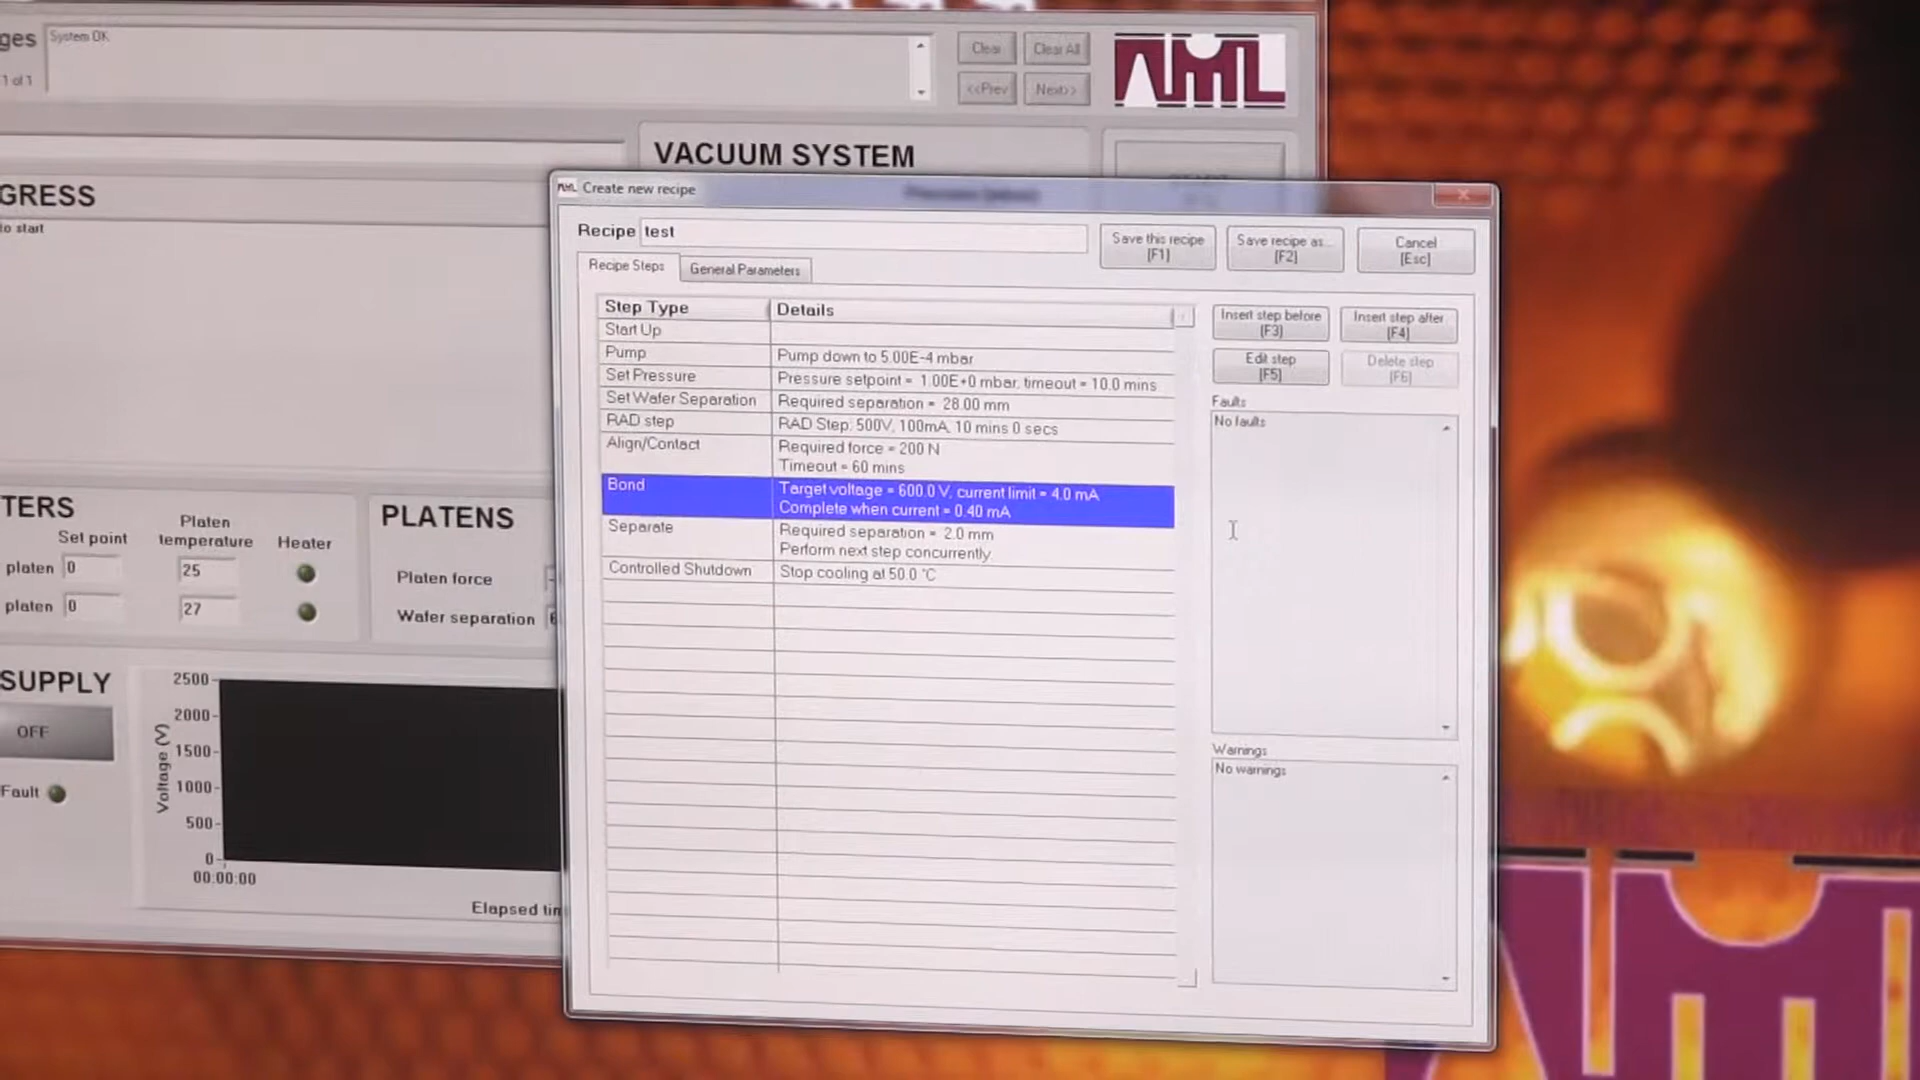 ges
System OK
1 of 1
Clear
Clear All
<<Prev
Next>>
AML
VACUUM SYSTEM
GRESS
to start
AML Create new recipe
Recipe test
Save this recipe
[F1]
Save recipe as...
[F2]
Cancel
[Esc]
Recipe Steps
General Parameters
Step Type Details
Start Up
Pump Pump down to 5.00E-4 mbar
Set Pressure Pressure setpoint = 1.00E+0 mbar, timeout = 10.0 mins
Set Wafer Separation Required separation = 28.00 mm
RAD step RAD Step: 500V, 100mA, 10 mins 0 secs
Align/Contact Required force = 200 N
Timeout = 60 mins
Bond Target voltage = 600.0 V, current limit = 4.0 mA
Complete when current = 0.40 mA
Separate Required separation = 2.0 mm
Perform next step concurrently
Controlled Shutdown Stop cooling at 50.0 °C
Insert step before
[F3]
Insert step after
[F4]
Edit step
[F5]
Delete step
[F6]
Faults
No faults
Warnings
No warnings
TERS
Set point
Platen
temperature
Heater
platen 0 25
platen 0 27
PLATENS
Platen force
Wafer separation
SUPPLY
OFF
Fault
Voltage (V)
2500
2000
1500
1000
500
0
00:00:00
Elapsed tim
AML